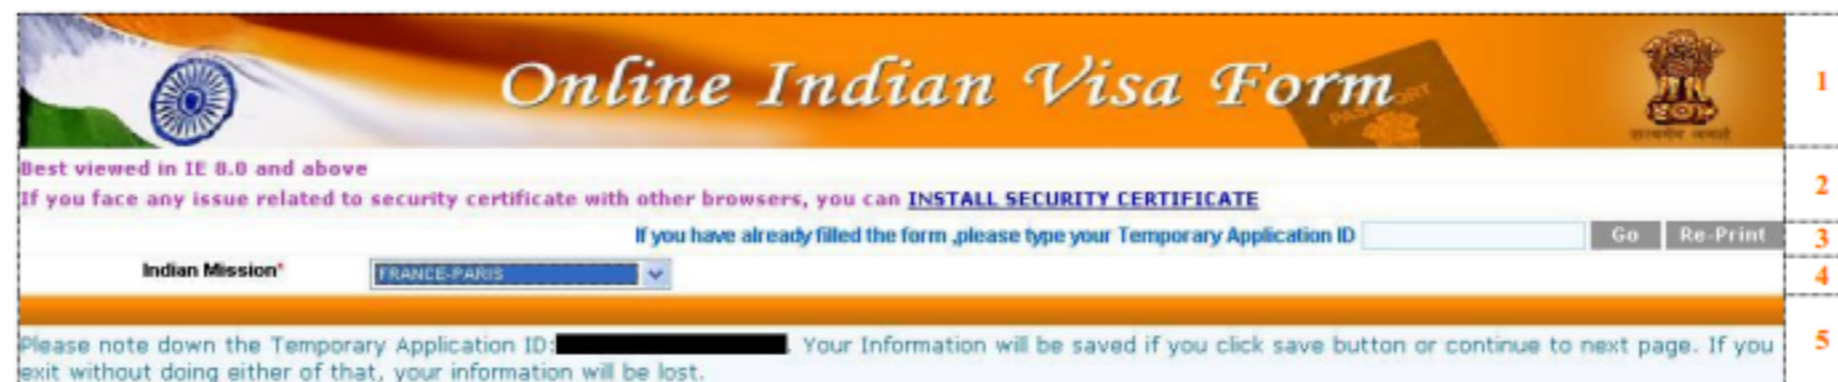 Online Indian Visa Form
PASSPORT
सत्यमेव जयते
1
Best viewed in IE 8.0 and above
If you face any issue related to security certificate with other browsers, you can INSTALL SECURITY CERTIFICATE
2
If you have already filled the form ,please type your Temporary Application ID Go Re-Print
3
Indian Mission* FRANCE-PARIS
4
Please note down the Temporary Application ID: . Your Information will be saved if you click save button or continue to next page. If you
5
exit without doing either of that, your information will be lost.